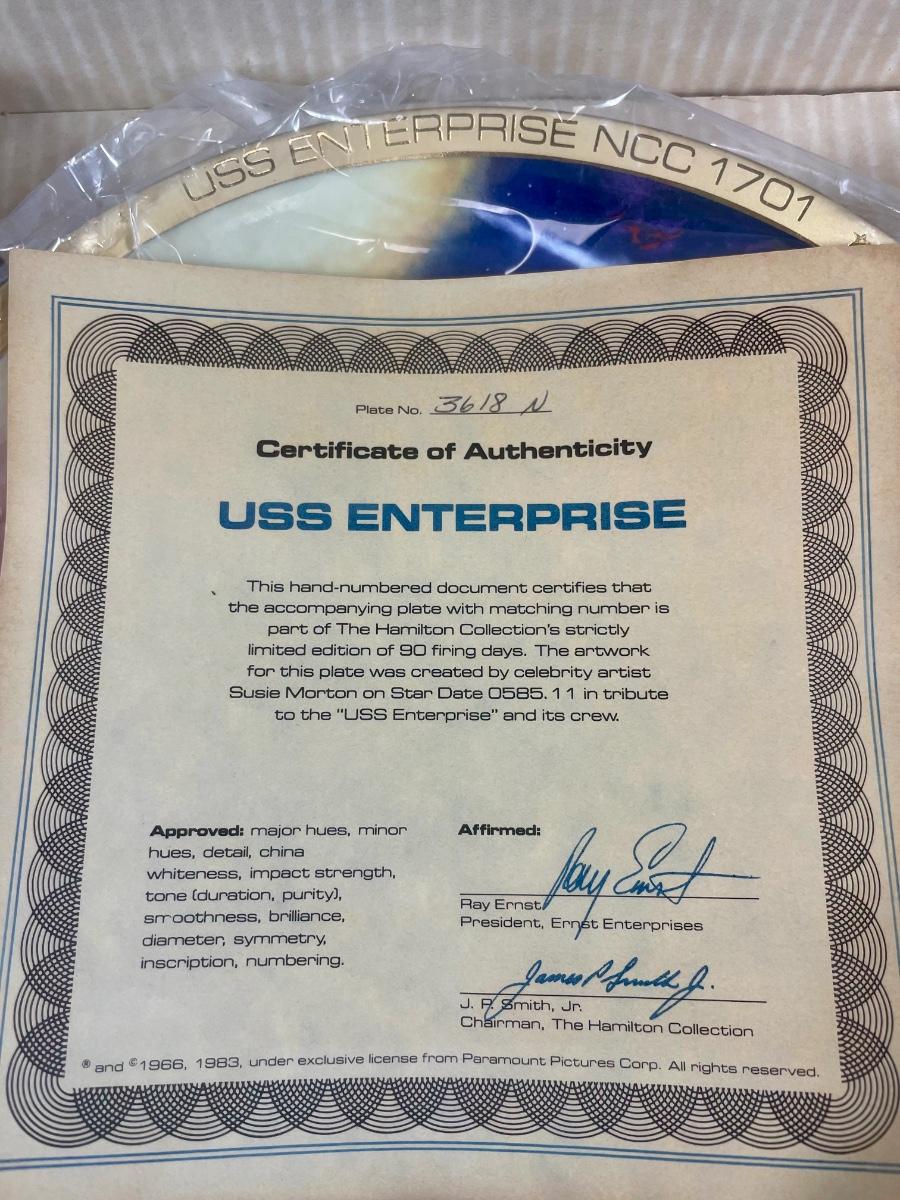 USS ENTERPRISE NCC 1701
Plate No. 3618 N
Certificate of Authenticity
USS ENTERPRISE
This hand-numbered document certifies that
the accompanying plate with matching number is
part of The Hamilton Collection's strictly
limited edition of 90 firing days. The artwork
for this plate was created by celebrity artist
Susie Morton on Star Date 0585.11 in tribute
to the "USS Enterprise" and its crew.
Approved: major hues, minor
hues, detail, china
whiteness, impact strength,
tone (duration, purity),
smoothness, brilliance,
diameter, symmetry,
inscription, numbering.
Affirmed:
Ray Ernst
Ray Ernst
President, Ernst Enterprises
James P Smith Jr.
J. P. Smith, Jr.
Chairman, The Hamilton Collection
® and ©1966, 1983, under exclusive license from Paramount Pictures Corp. All rights reserved.